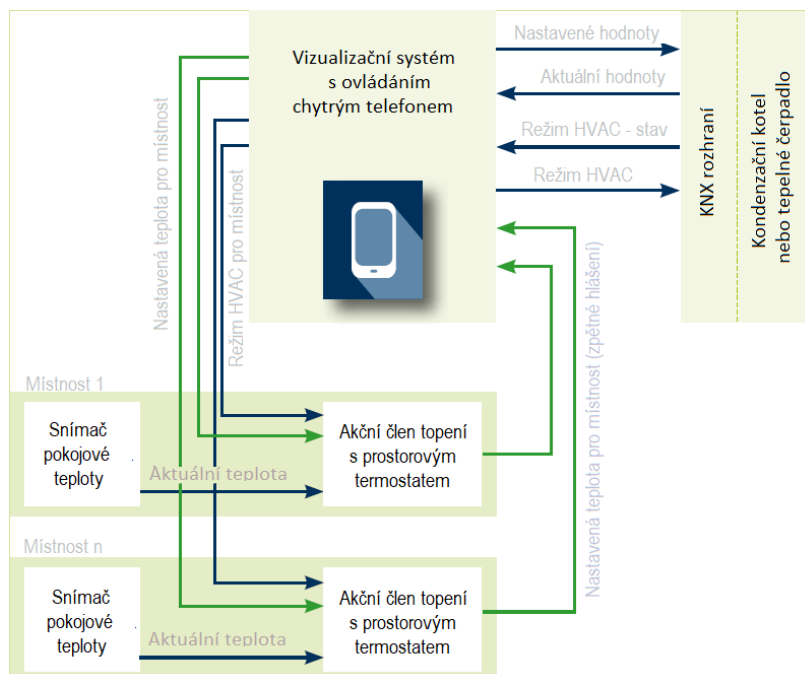 Vizualizační systém
s ovládáním
chytrým telefonem
Nastavené hodnoty
Aktuální hodnoty
Režim HVAC - stav
Režim HVAC
KNX rozhraní
Kondenzační kotel
nebo tepelné čerpadlo
Nastavená teplota pro místnost
Režim HVAC pro místnost
Nastavená teplota pro místnost (zpětné hlášení)
Místnost 1
Snímač
pokojové
teploty
Aktuální teplota
Akční člen topení
s prostorovým
termostatem
Místnost n
Snímač
pokojové
teploty
Aktuální teplota
Akční člen topení
s prostorovým
termostatem